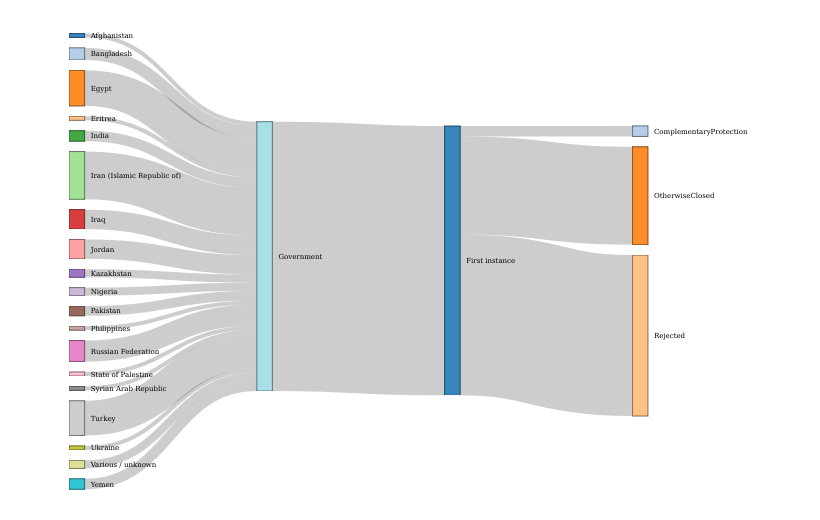 Afghanistan
Bangladesh
Egypt
Eritrea
India
Iran (Islamic Republic of)
Iraq
Jordan
Kazakhstan
Nigeria
Pakistan
Philippines
Russian Federation
State of Palestine
Syrian Arab Republic
Turkey
Ukraine
Various / unknown
Yemen
Government
First instance
ComplementaryProtection
OtherwiseClosed
Rejected